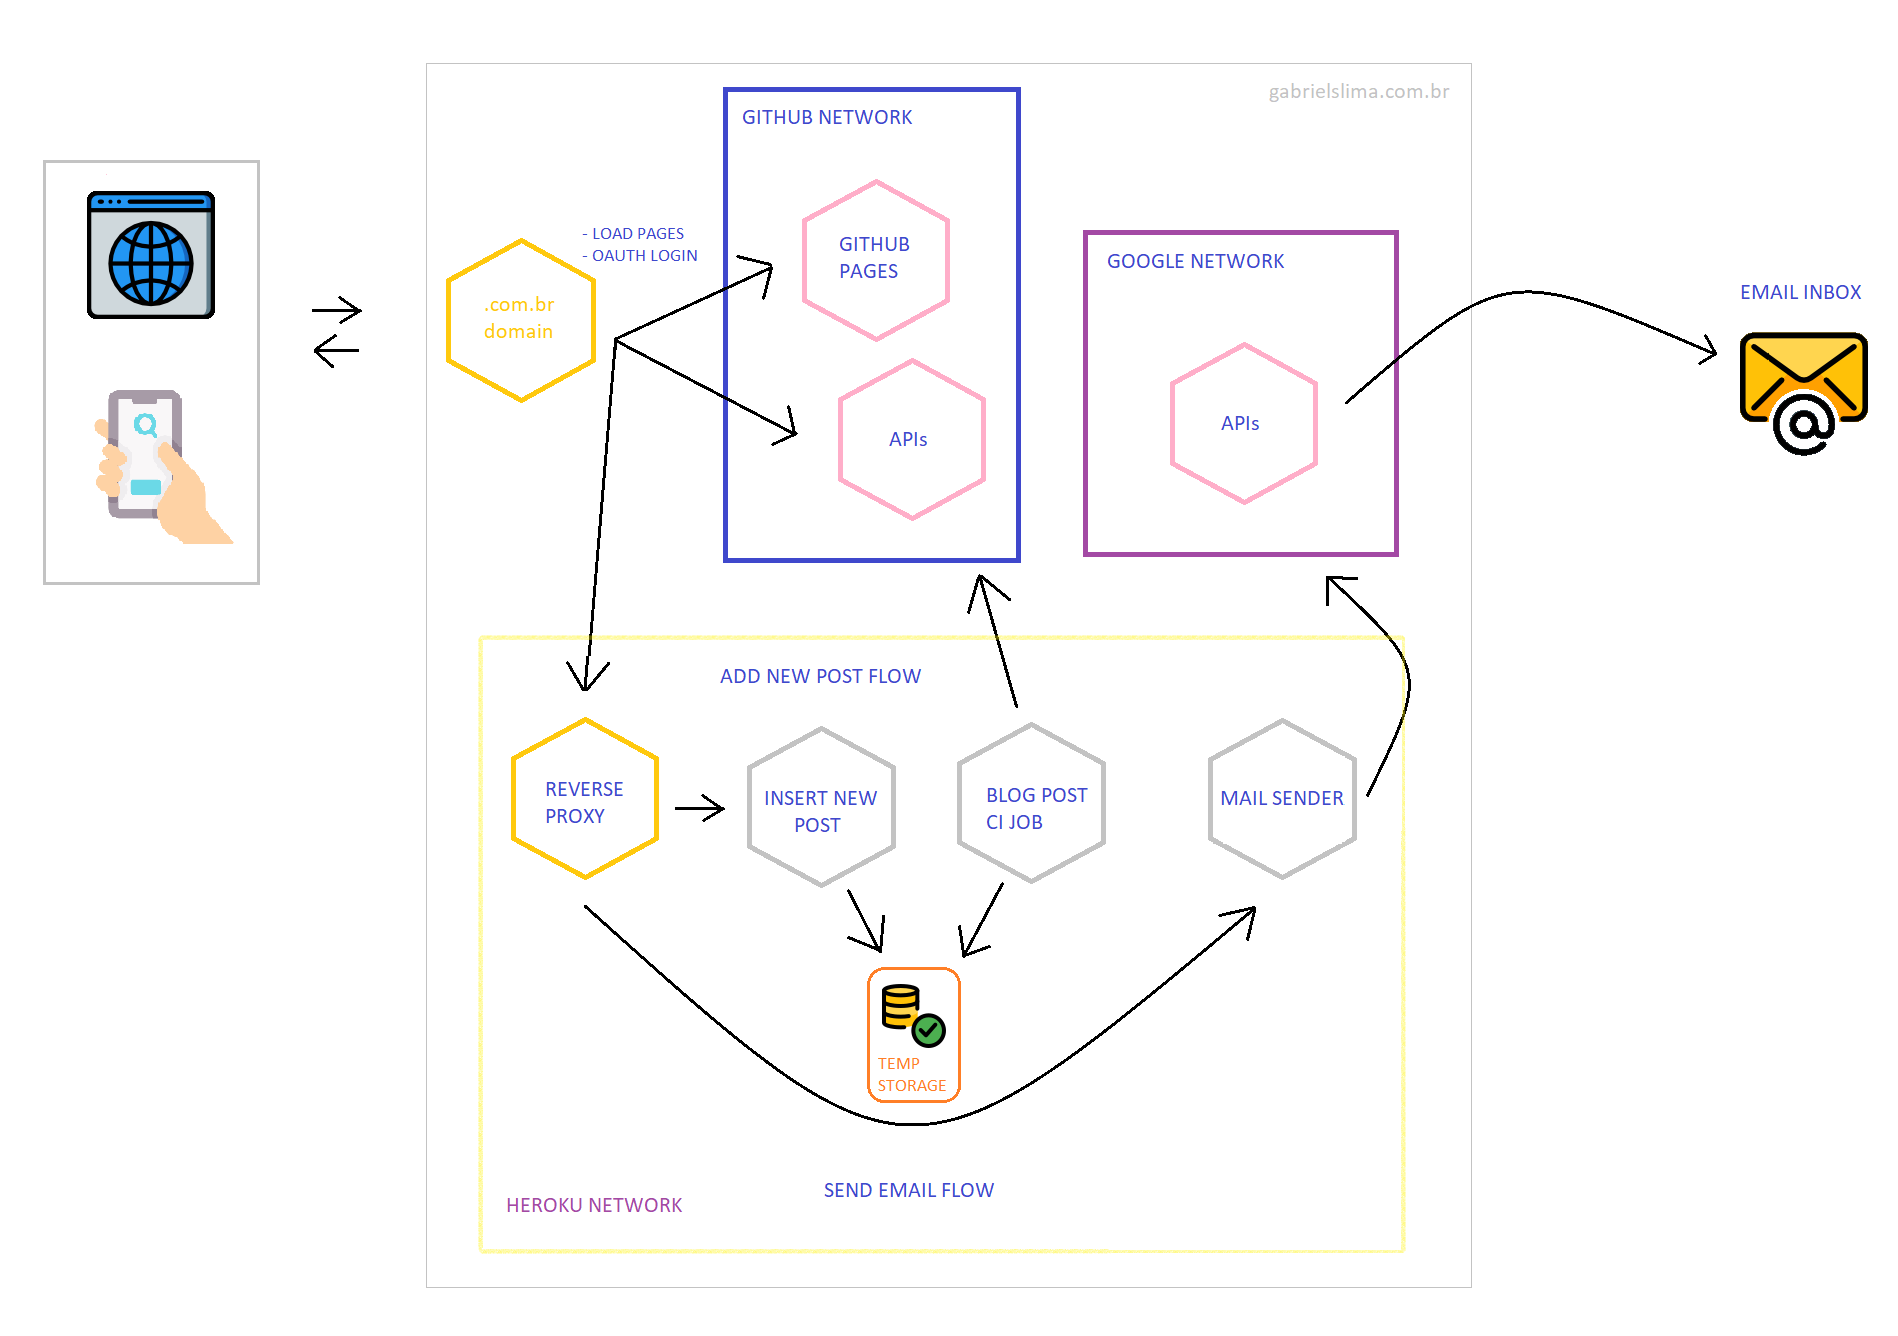 gabrielslima.com.br
GITHUB NETWORK
- LOAD PAGES
- OAUTH LOGIN
GITHUB
PAGES
GOOGLE NETWORK
EMAIL INBOX
.com.br
domain
APIs
APIs
ADD NEW POST FLOW
REVERSE
PROXY
INSERT NEW
POST
BLOG POST
CI JOB
MAIL SENDER
TEMP
STORAGE
SEND EMAIL FLOW
HEROKU NETWORK